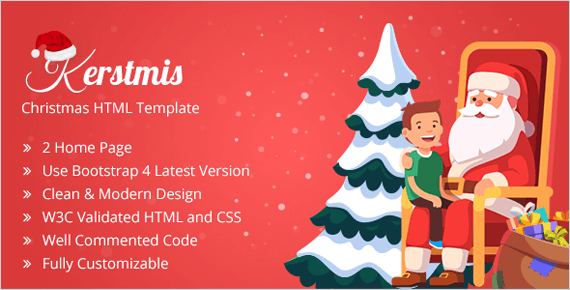 Kerstmis
Christmas HTML Template
2 Home Page
Use Bootstrap 4 Latest Version
Clean & Modern Design
W3C Validated HTML and CSS
Well Commented Code
Fully Customizable